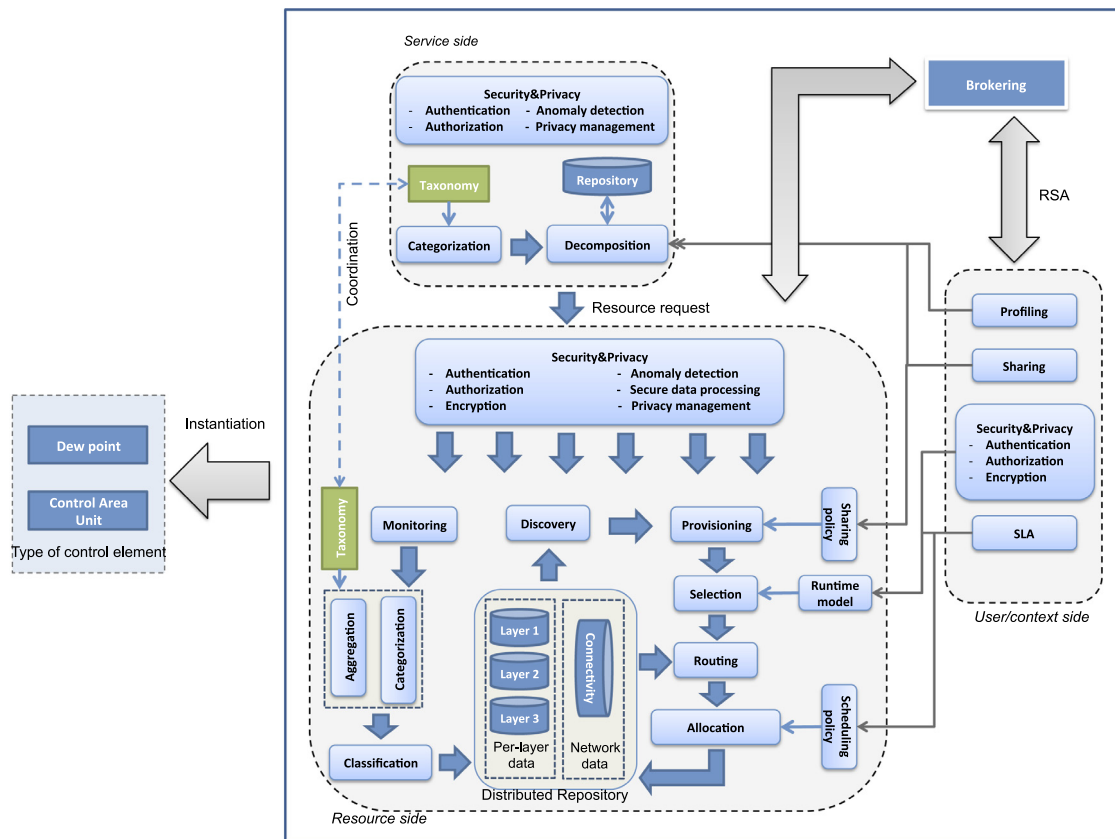 Service side
Security&Privacy
- Authentication - Anomaly detection
- Authorization - Privacy management
Taxonomy
Repository
Categorization
Decomposition
Coordination
Resource request
Brokering
RSA
Profiling
Sharing
Security&Privacy
- Authentication
- Authorization
- Encryption
SLA
User/context side
Security&Privacy
- Authentication - Anomaly detection
- Authorization - Secure data processing
- Encryption - Privacy management
Instantiation
Dew point
Control Area
Unit
Type of control element
Taxonomy
Monitoring
Discovery
Provisioning
Sharing
policy
Selection
Runtime
model
Aggregation
Categorization
Layer 1
Layer 2
Layer 3
Connectivity
Routing
Allocation
Scheduling
policy
Classification
Per-layer
data
Network
data
Distributed Repository
Resource side